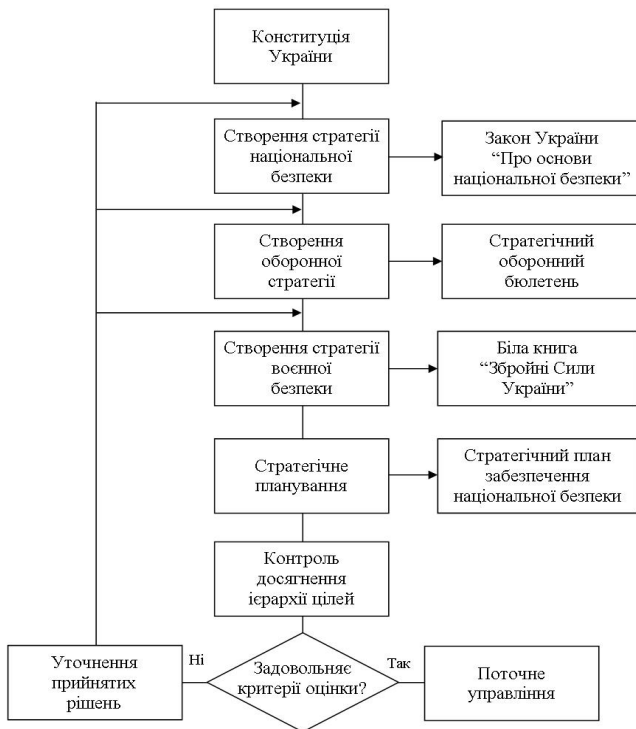 Конституція
України
Створення стратегії
національної
безпеки
Закон України
“Про основи
національної безпеки”
Створення
оборонної
стратегії
Стратегічний
оборонний
бюлетень
Створення стратегії
воєнної
безпеки
Біла книга
“Збройні Сили
України”
Стратегічне
планування
Стратегічний план
забезпечення
національної безпеки
Контроль
досягнення
ієрархії цілей
Уточнення
прийнятих
рішень
Ні
Задовольняє
критерії оцінки?
Так
Поточне
управління